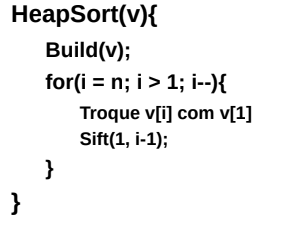 HeapSort(v){
Build(v);
for(i = n; i > 1; i--){
Troque v[i] com v[1]
Sift(1, i-1);
}
}